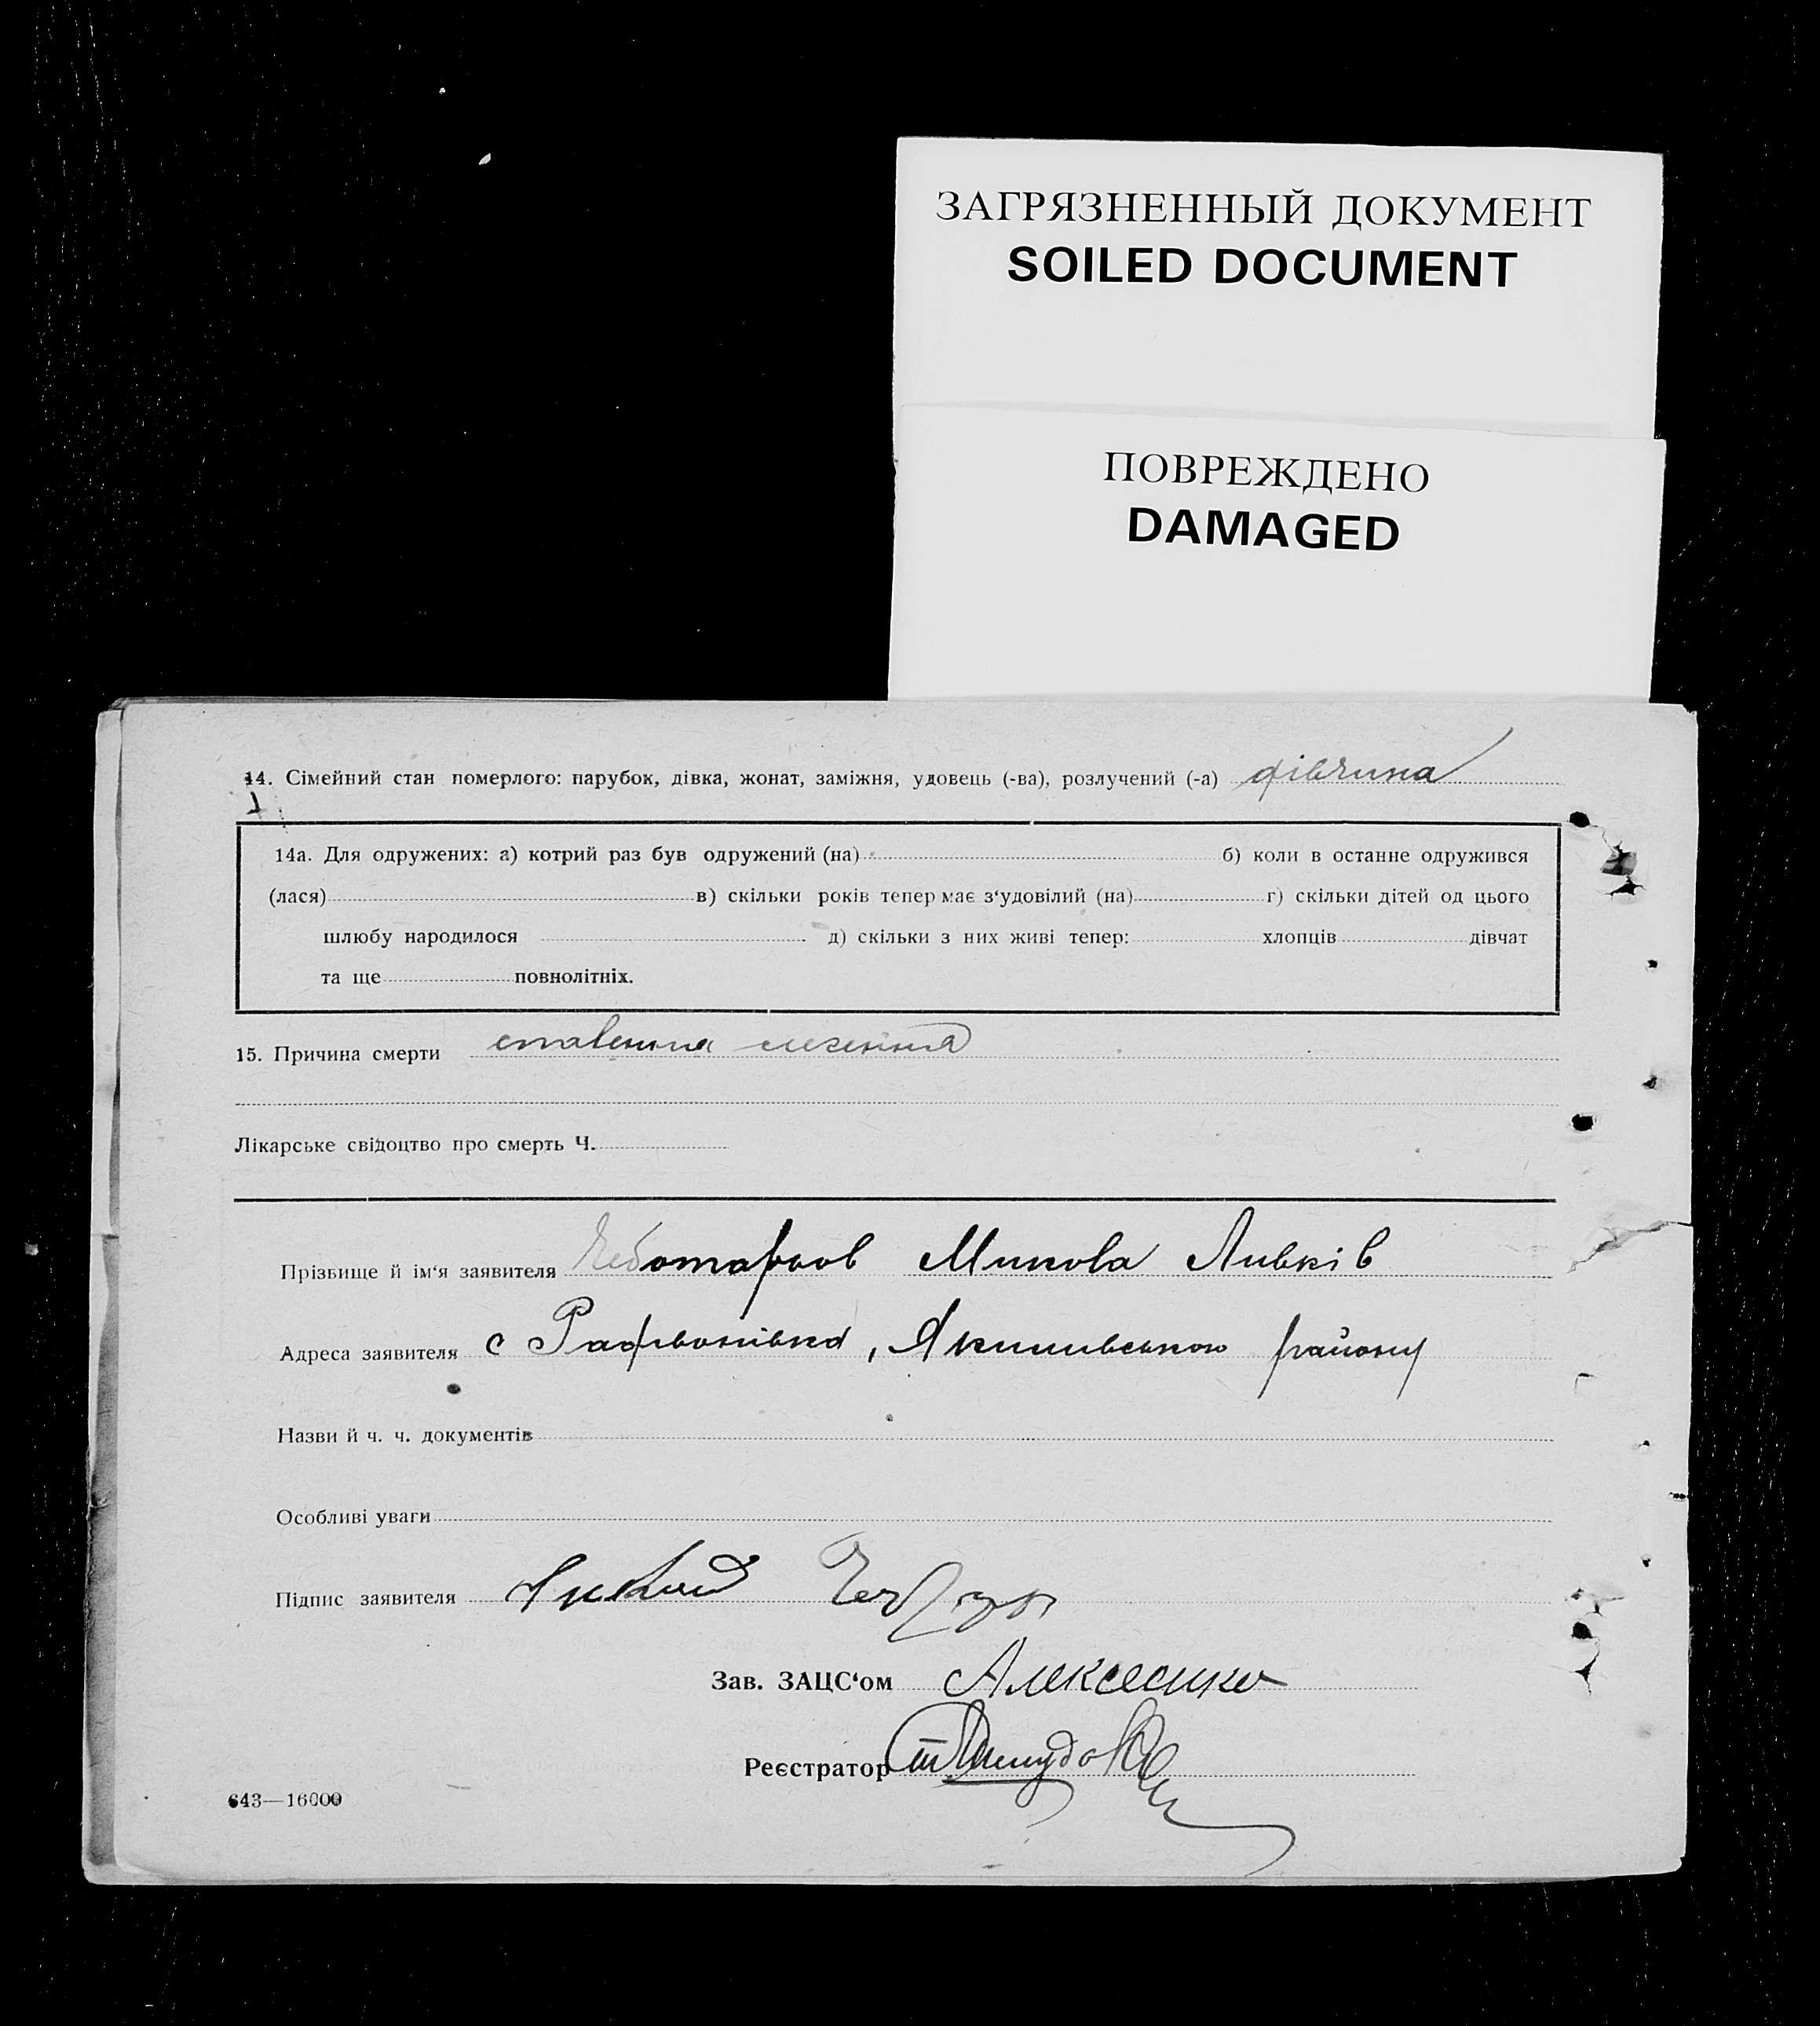 ЗАГРЯЗНЕННЫЙ ДОКУМЕНТ
SOILED DOCUMENT
ПОВРЕЖДЕНО
DAMAGED
14. Сімейний стан померлого: парубок, дівка, жонат, заміжня, удовець (-ва), розлучений (-а) дівчина
14а. Для одружених: а) котрий раз був одружений (на) б) коли в останнє одружився
(лася) в) скільки років тепер має з‘удовілий (на) г) скільки дітей од цього
шлюбу народилося д) скільки з них живі тепер: хлопців дівчат
та ще повнолітніх.
15. Причина смерти
Лікарське свідоцтво про смерть Ч.
Прізвище й ім‘я заявителя Микола
Адреса заявителя с району
Назви й ч. ч. документів
Особливі уваги
Підпис заявителя
Зав. ЗАЦС‘ом Алексеенко
Реєстратор
643—16000